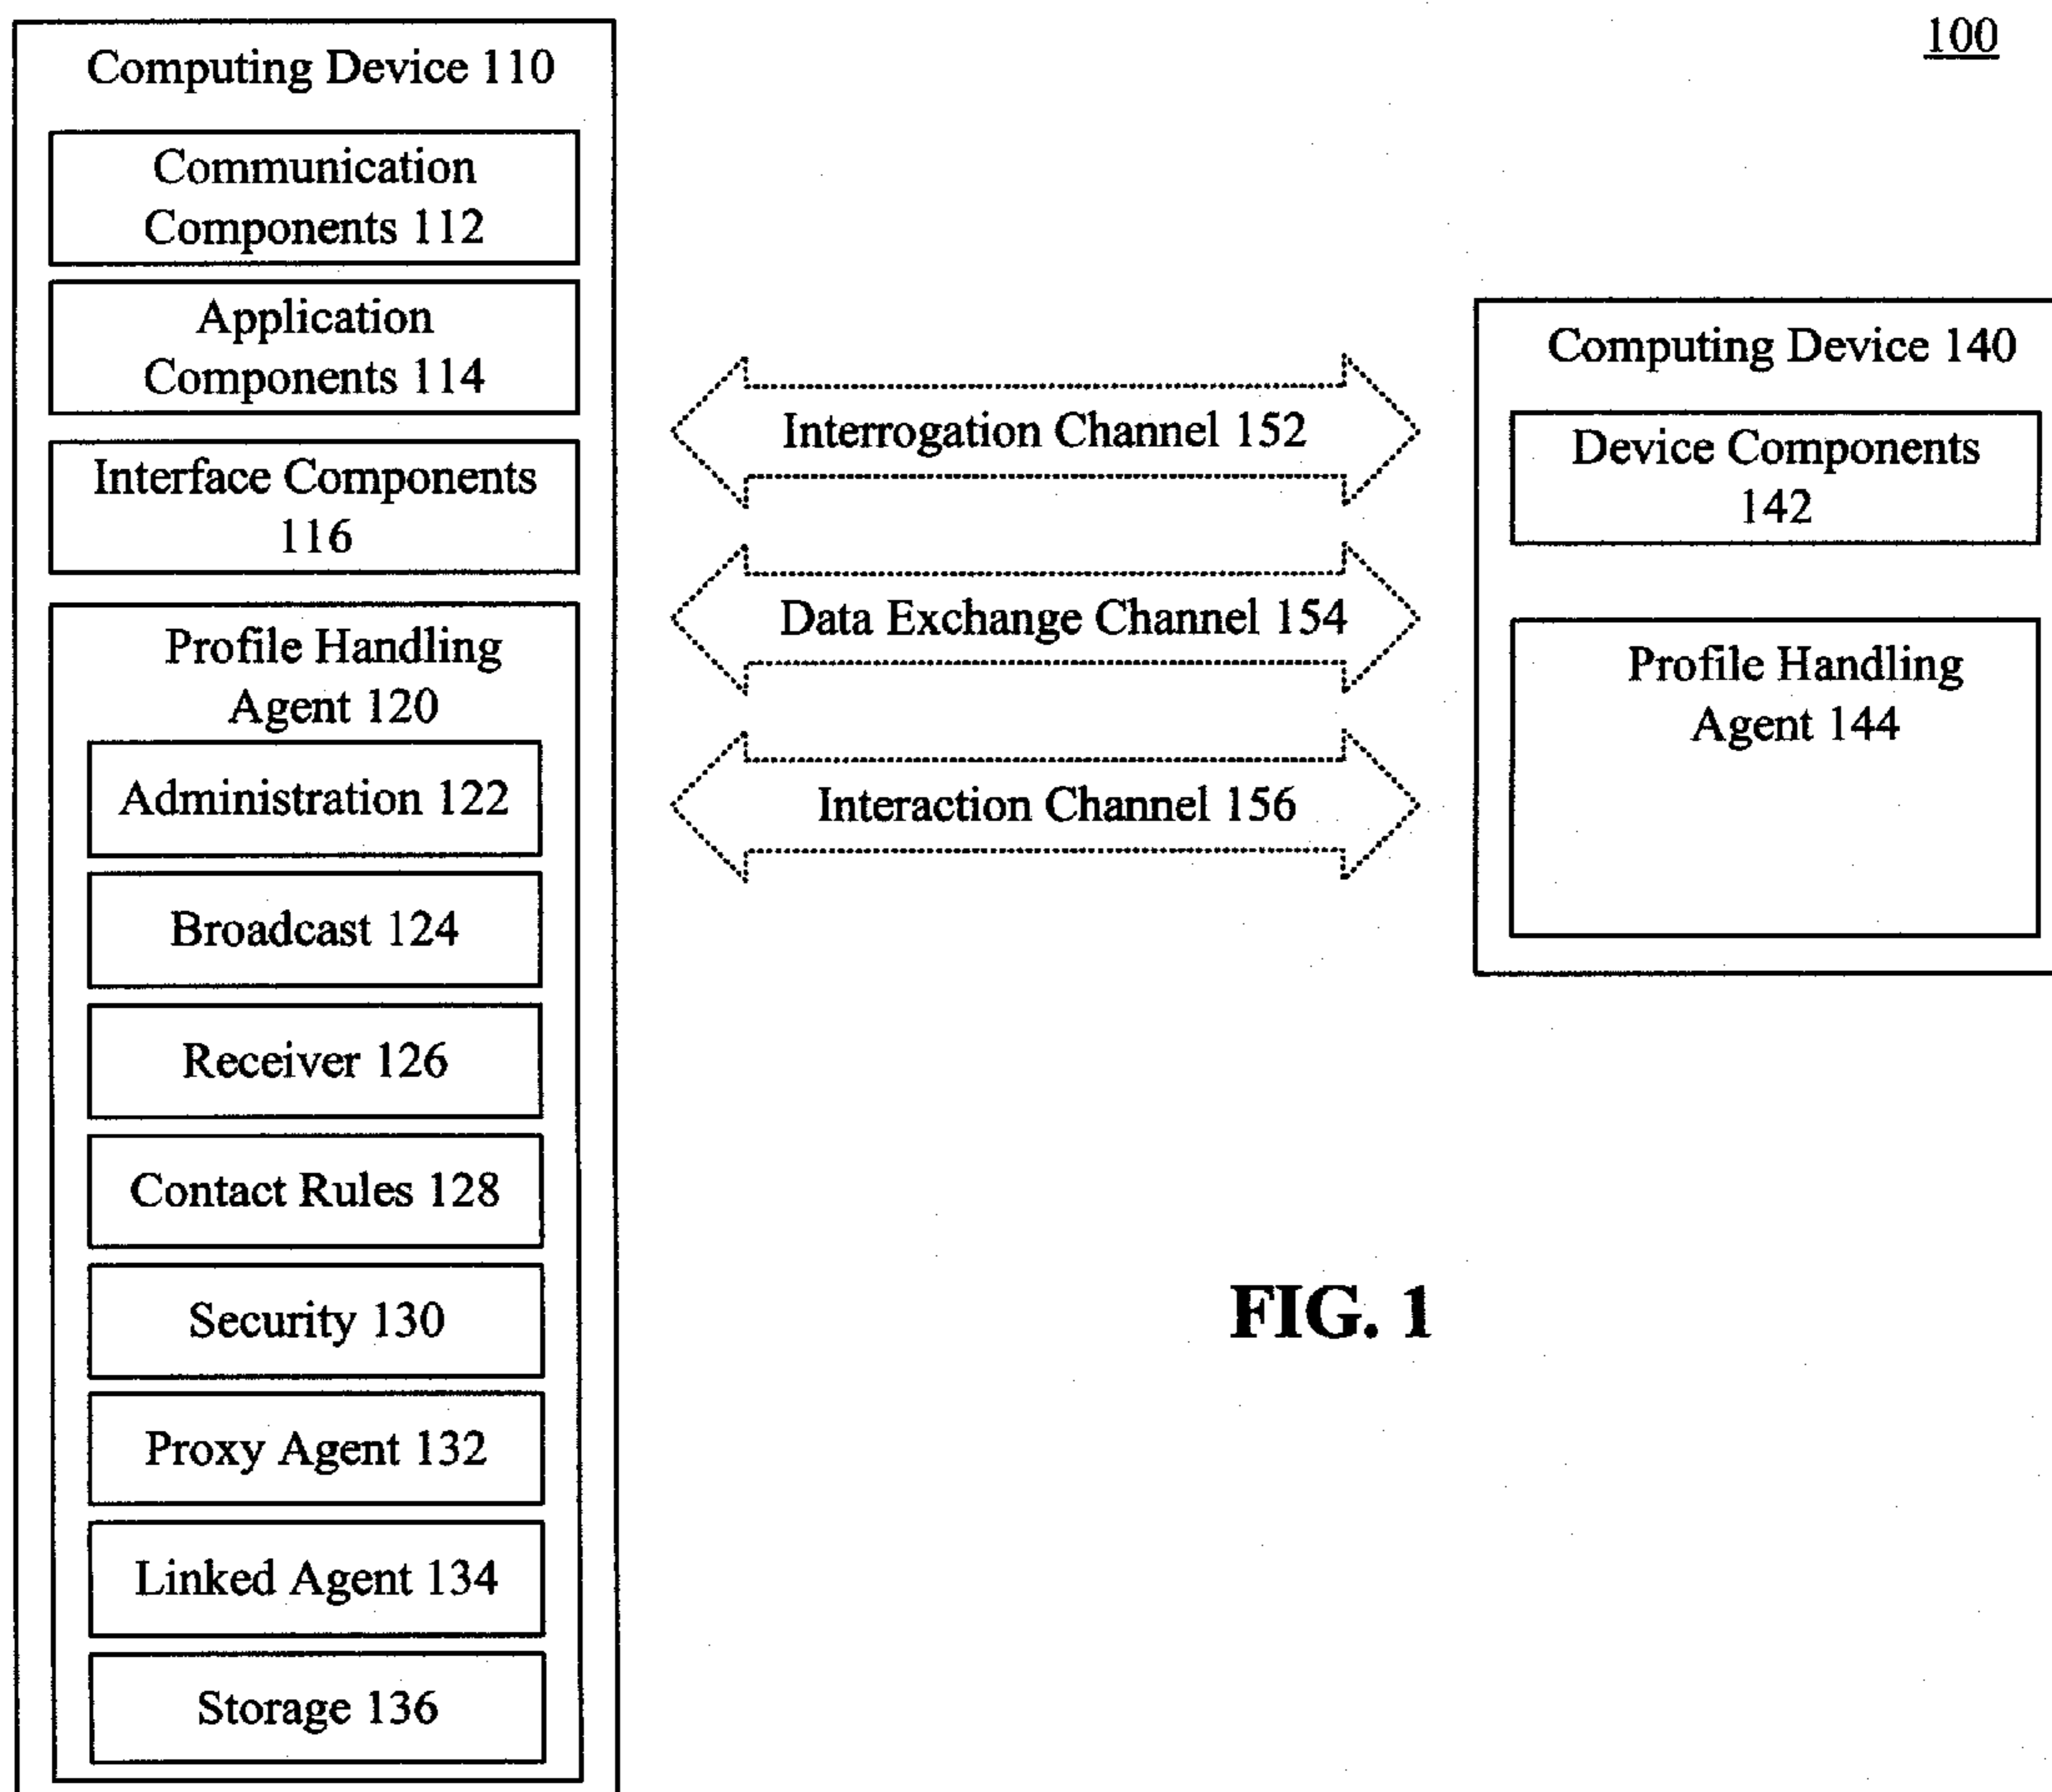 100
Computing Device 110
Communication
Components 112
Application
Components 114
Interface Components
116
Profile Handling
Agent 120
Administration 122
Broadcast 124
Receiver 126
Contact Rules 128
Security 130
Proxy Agent 132
Linked Agent 134
Storage 136
Interrogation Channel 152
Data Exchange Channel 154
Interaction Channel 156
Computing Device 140
Device Components
142
Profile Handling
Agent 144
FIG. 1